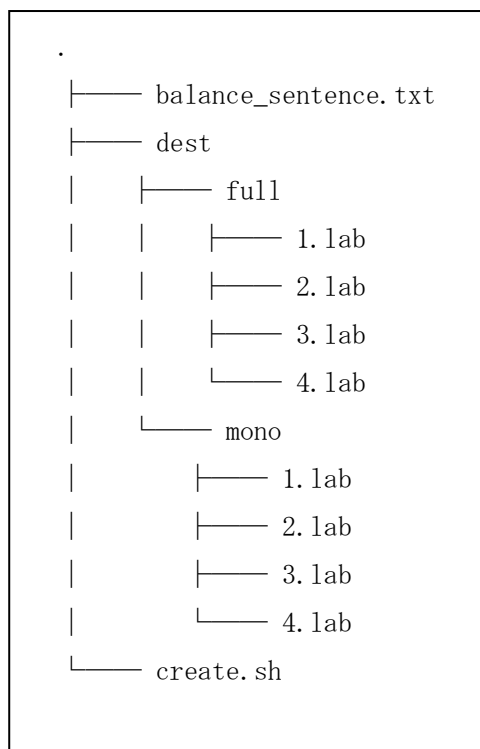 .
├── balance_sentence.txt
├── dest
│   ├── full
│   │   ├── 1.lab
│   │   ├── 2.lab
│   │   ├── 3.lab
│   │   └── 4.lab
│   └── mono
│       ├── 1.lab
│       ├── 2.lab
│       ├── 3.lab
│       └── 4.lab
└── create.sh